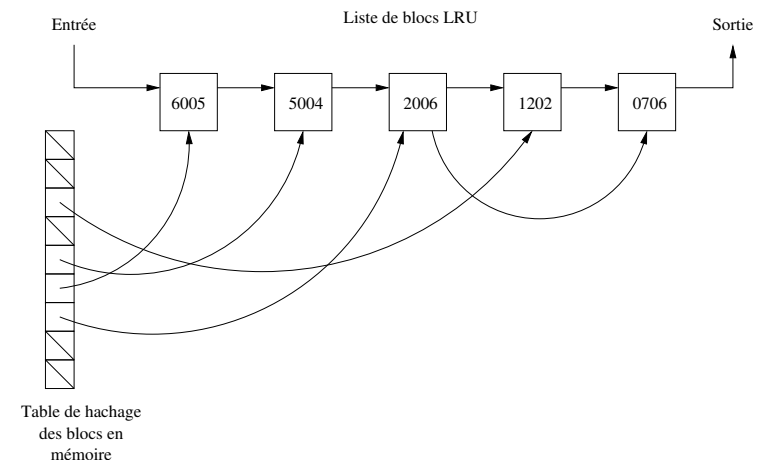 Liste de blocs LRU
Entrée
Sortie
6005
5004
2006
1202
0706
Table de hachage
des blocs en
mémoire